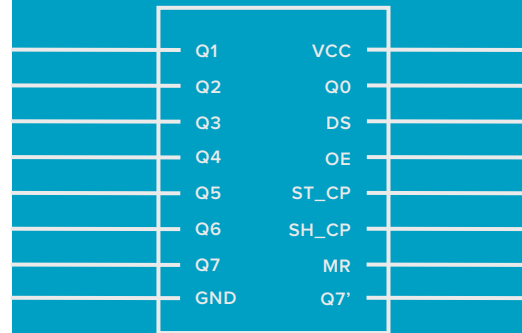 Q1 VCC
Q2 Q0
Q3 DS
Q4 OE
Q5 ST_CP
Q6 SH_CP
Q7 MR
GND Q7’